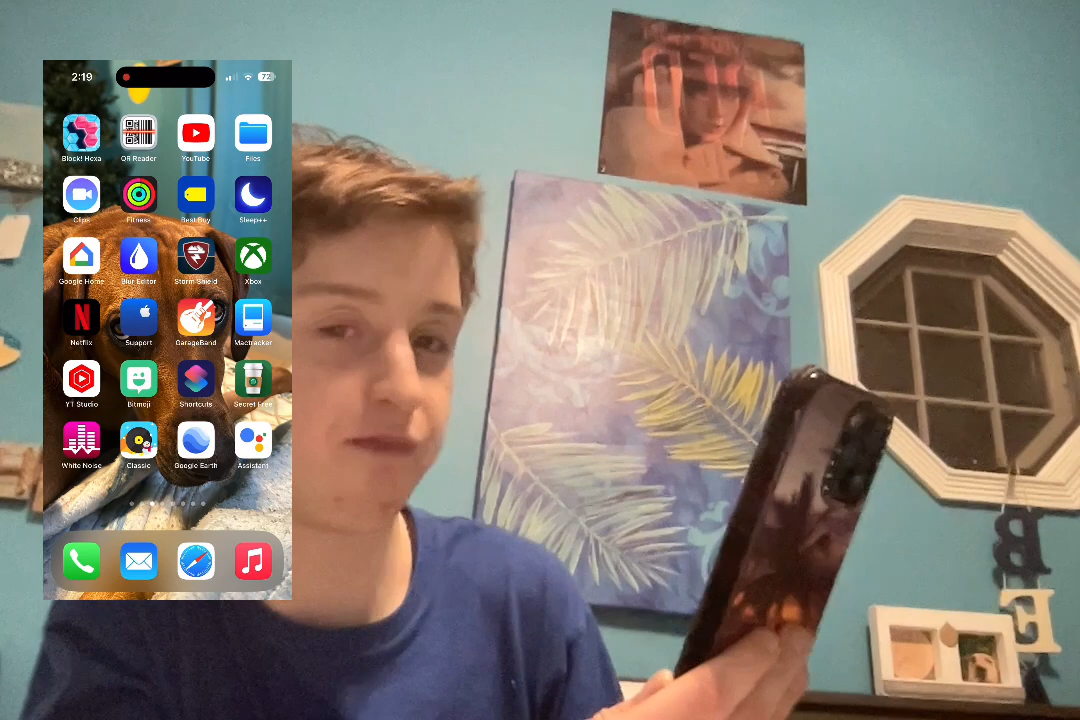 2:19 72
Block! Hexa QR Reader YouTube Files
Clips Fitness Best Buy Sleep++
Google Home Blur Editor Storm Shield Xbox
N
Netflix Support GarageBand Mactracker
YT Studio Bitmoji Shortcuts Secret Free
White Noise Classic Google Earth Assistant
B
E